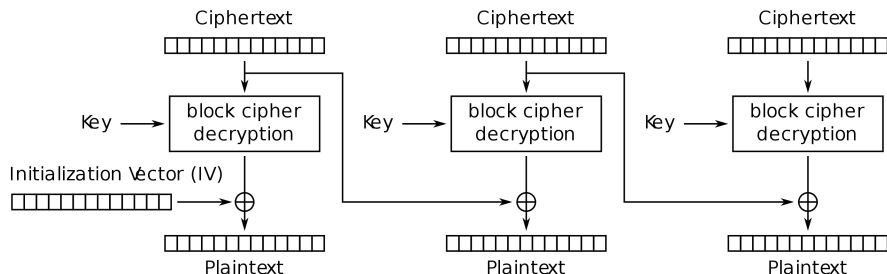 Ciphertext Ciphertext Ciphertext
block cipher decryption
block cipher decryption
block cipher decryption
Key Key Key
Initialization Vector (IV)
Plaintext Plaintext Plaintext